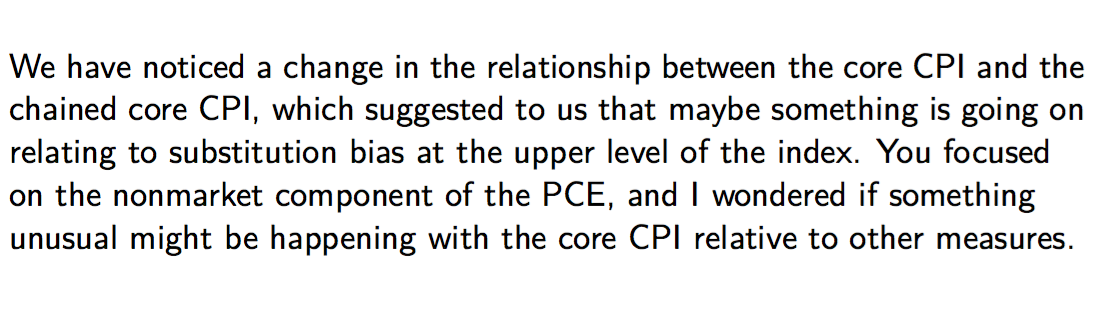 We have noticed a change in the relationship between the core CPI and the
chained core CPI, which suggested to us that maybe something is going on
relating to substitution bias at the upper level of the index. You focused
on the nonmarket component of the PCE, and I wondered if something
unusual might be happening with the core CPI relative to other measures.